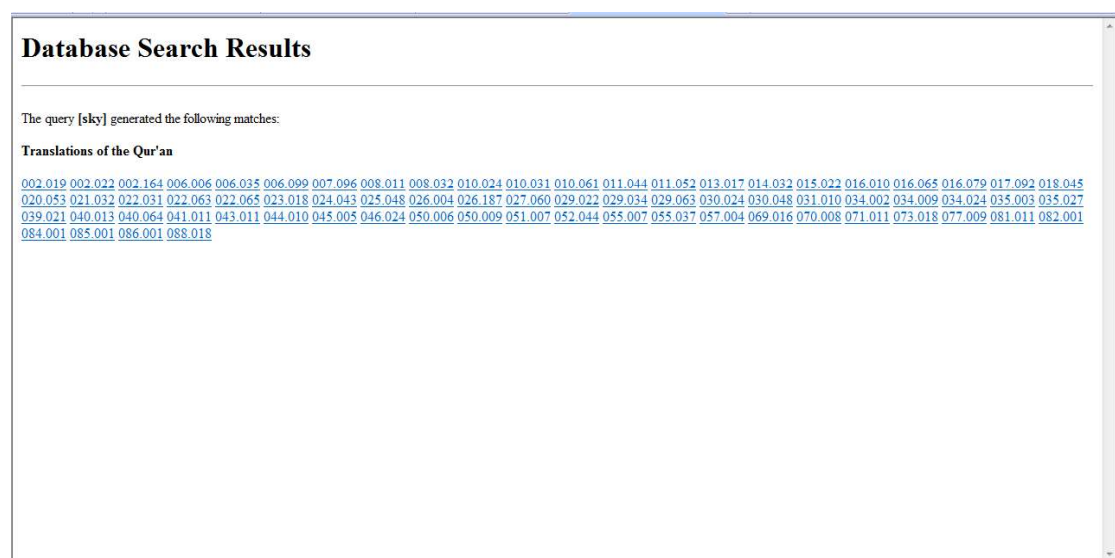 Database Search Results
The query [sky] generated the following matches:
Translations of the Qur'an
002.019 002.022 002.164 006.006 006.035 006.099 007.096 008.011 008.032 010.024 010.031 010.061 011.044 011.052 013.017 014.032 015.022 016.010 016.065 016.079 017.092 018.045
020.053 021.032 022.031 022.063 022.065 023.018 024.043 025.048 026.004 026.187 027.060 029.022 029.034 029.063 030.024 030.048 031.010 034.002 034.009 034.024 035.003 035.027
039.021 040.013 040.064 041.011 043.011 044.010 045.005 046.024 050.006 050.009 051.007 052.044 055.007 055.037 057.004 069.016 070.008 071.011 073.018 077.009 081.011 082.001
084.001 085.001 086.001 088.018